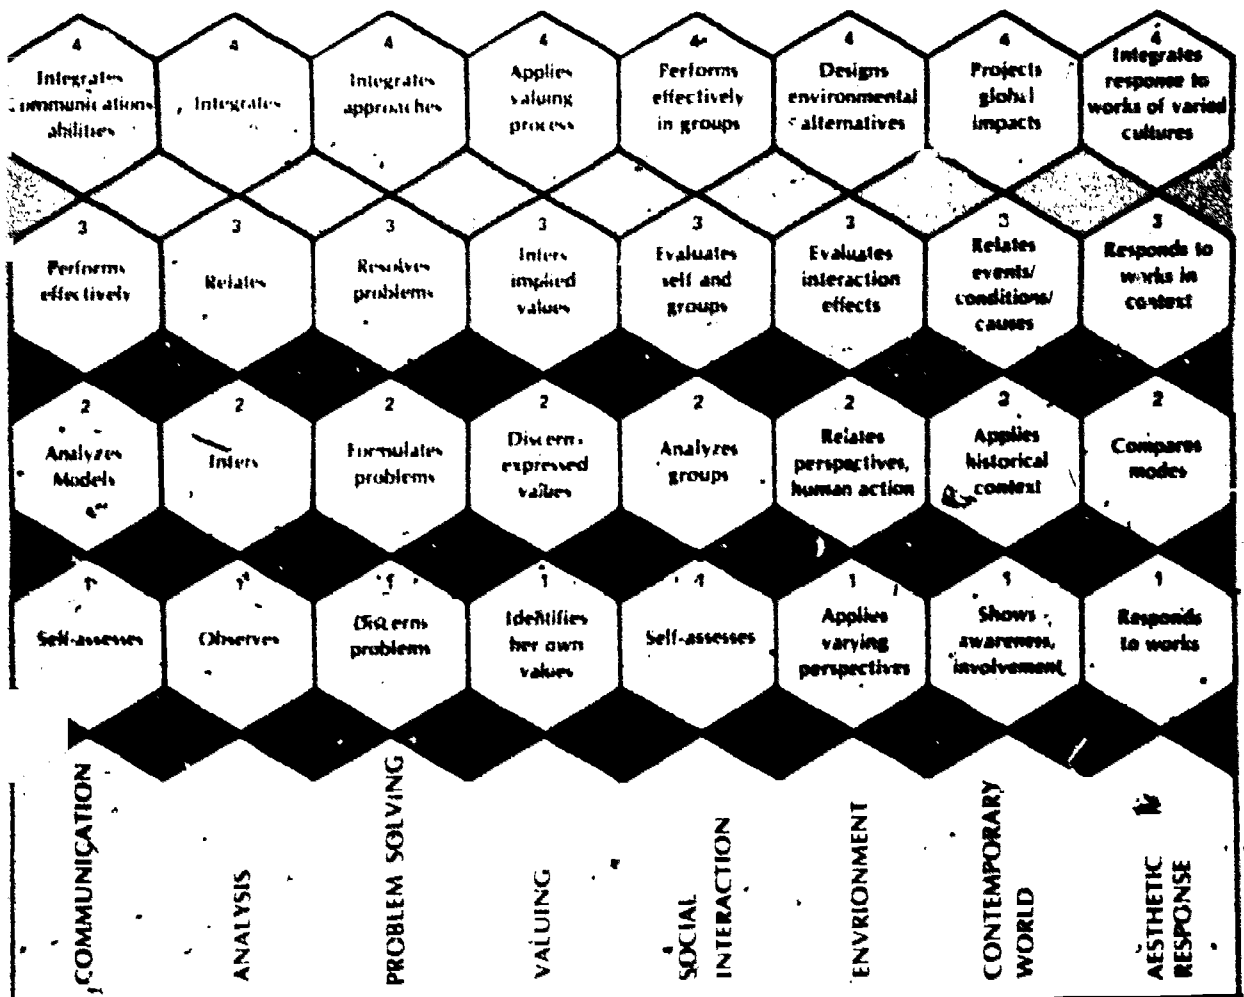 4
Integrates
communications
abilities
4
Integrates
4
Integrates
approaches
4
Applies
valuing
process
4
Performs
effectively
in groups
4
Designs
environmental
alternatives
4
Projects
global
impacts
4
Integrates
response to
works of varied
cultures
3
Performs
effectively
3
Relates
3
Resolves
problems
3
Infers
implied
values
3
Evaluates
self and
groups
3
Evaluates
interaction
effects
3
Relates
events/
conditions/
causes
3
Responds to
works in
context
2
Analyzes
Models
2
Infers
2
Formulates
problems
2
Discerns
expressed
values
2
Analyzes
groups
2
Relates
perspectives,
human action
2
Applies
historical
context
2
Compares
modes
1
Self-assesses
1
Observes
1
Discerns
problems
1
Identifies
her own
values
1
Self-assesses
1
Applies
varying
perspectives
1
Shows
awareness,
involvement
1
Responds
to works
COMMUNICATION
ANALYSIS
PROBLEM SOLVING
VALUING
SOCIAL
INTERACTION
ENVRIONMENT
CONTEMPORARY
WORLD
AESTHETIC
RESPONSE